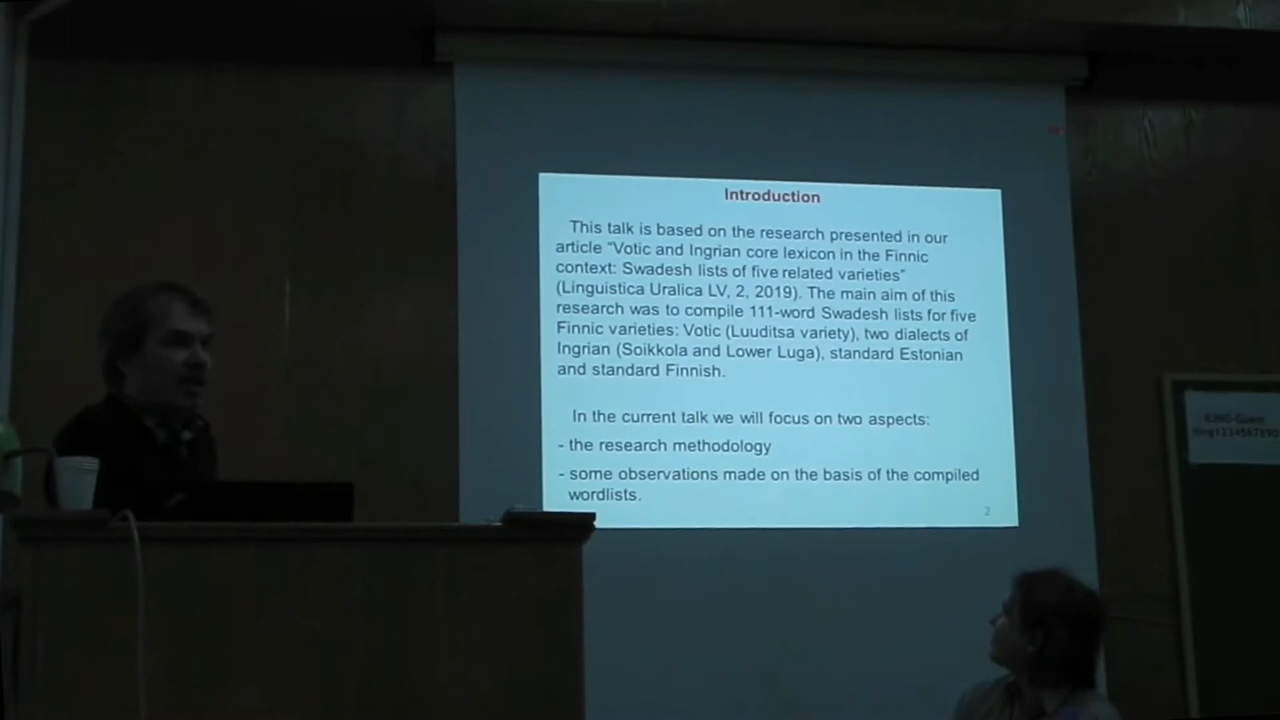 Introduction
This talk is based on the research presented in our
article “Votic and Ingrian core lexicon in the Finnic
context: Swadesh lists of five related varieties”
(Linguistica Uralica LV, 2, 2019). The main aim of this
research was to compile 111-word Swadesh lists for five
Finnic varieties: Votic (Luuditsa variety), two dialects of
Ingrian (Soikkola and Lower Luga), standard Estonian
and standard Finnish.
In the current talk we will focus on two aspects:
- the research methodology
- some observations made on the basis of the compiled
wordlists.
2